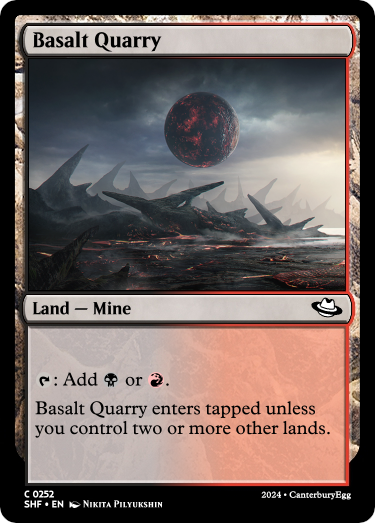 Basalt Quarry
Land — Mine
: Add or .
Basalt Quarry enters tapped unless
you control two or more other lands.
C 0252
SHF • EN Nikita Pilyukshin
2024 • CanterburyEgg